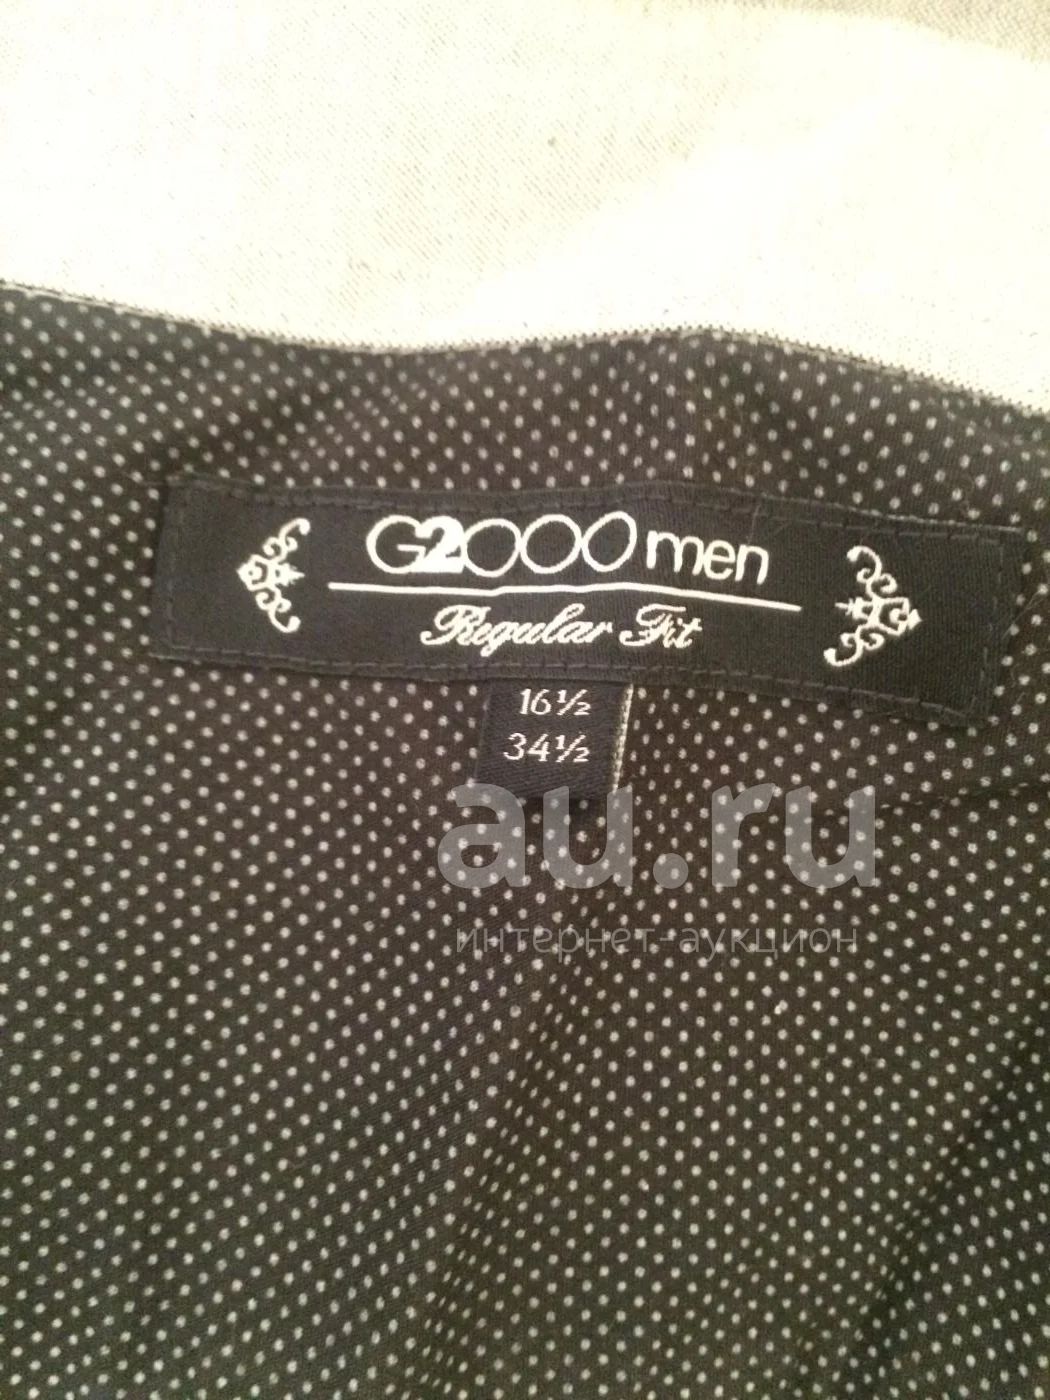 G2000 men
Regular Fit
16½
34½
au.ru
интернет-аукцион